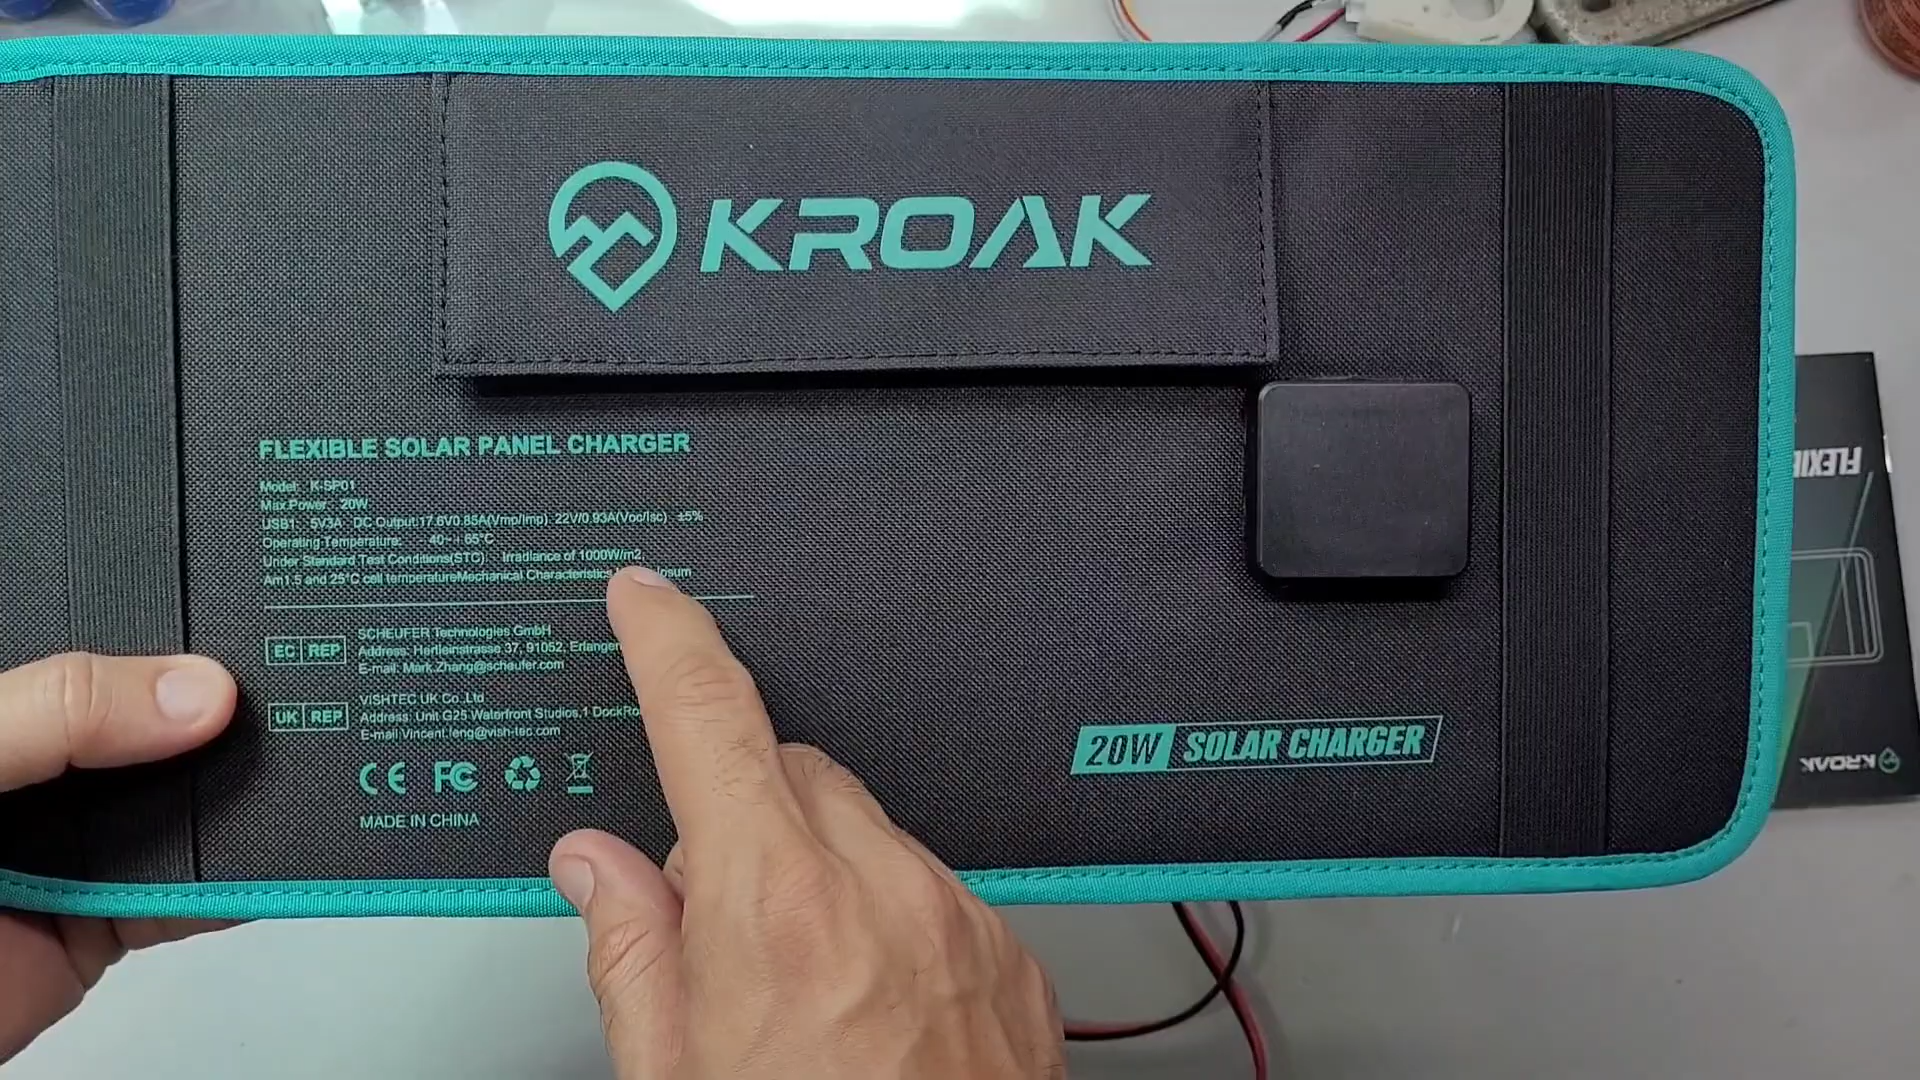 KROAK
FLEXIBLE SOLAR PANEL CHARGER
Model: K-SP01
Max.Power: 20W
USB1: 5V3A DC Output:17.6V0.85A(Vmp/Imp) 22V/0.93A(Voc/Isc) ±5%
Operating Temperature: -40~+65°C
Under Standard Test Conditions(STC): Irradiance of 1000W/m2,
Am1.5 and 25°C cell temperatureMechanical Characteristics
EC REP
SCHEUFER Technologies GmbH
Address: Hertleinstrasse 37, 91052, Erlangen
E-mail: Mark.Zhang@scheufer.com
UK REP
VISHTEC UK Co.,Ltd
Address: Unit G25 Waterfront Studios,1 DockRo
E-mail:Vincent.feng@vish-tec.com
CE FC
MADE IN CHINA
20W SOLAR CHARGER
FLEXI
KROAK